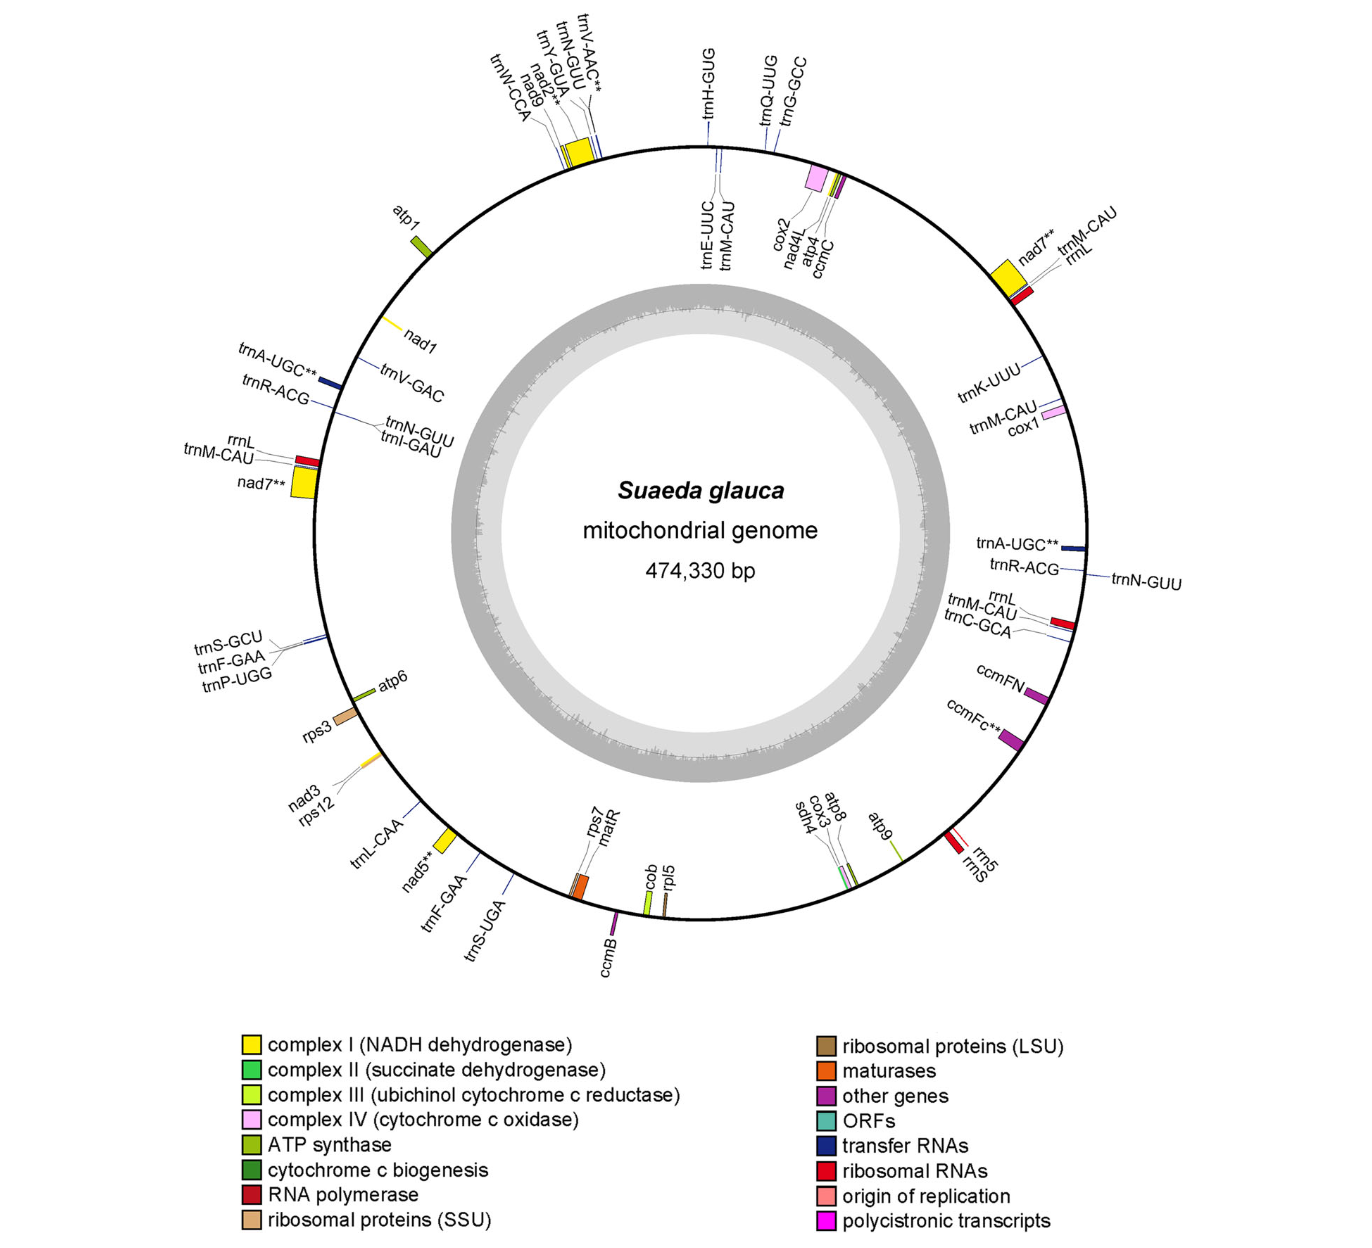 trnV-AAC**
trnN-GUU
trnY-GUA
nad2**
nad9
trnW-CCA
trnH-GUG
trnQ-UUG
trnG-GCC
trnE-UUC
trnM-CAU
cox2
nad4L
atp4
ccmC
nad7**
trnM-CAU
rrnL
trnK-UUU
trnM-CAU
cox1
trnA-UGC**
trnR-ACG
trnN-GUU
rrnL
trnM-CAU
trnC-GCA
ccmFN
ccmFc**
rrn5
rrnS
atp9
atp8
cox3
sdh4
rpl5
cob
ccmB
matR
rps7
trnS-UGA
trnF-GAA
nad5**
trnL-CAA
rps12
nad3
rps3
atp6
trnP-UGG
trnF-GAA
trnS-GCU
nad7**
trnM-CAU
rrnL
trnI-GAU
trnN-GUU
trnR-ACG
trnA-UGC**
trnV-GAC
nad1
atp1
Suaeda glauca
mitochondrial genome
474,330 bp
complex I (NADH dehydrogenase)
complex II (succinate dehydrogenase)
complex III (ubichinol cytochrome c reductase)
complex IV (cytochrome c oxidase)
ATP synthase
cytochrome c biogenesis
RNA polymerase
ribosomal proteins (SSU)
ribosomal proteins (LSU)
maturases
other genes
ORFs
transfer RNAs
ribosomal RNAs
origin of replication
polycistronic transcripts